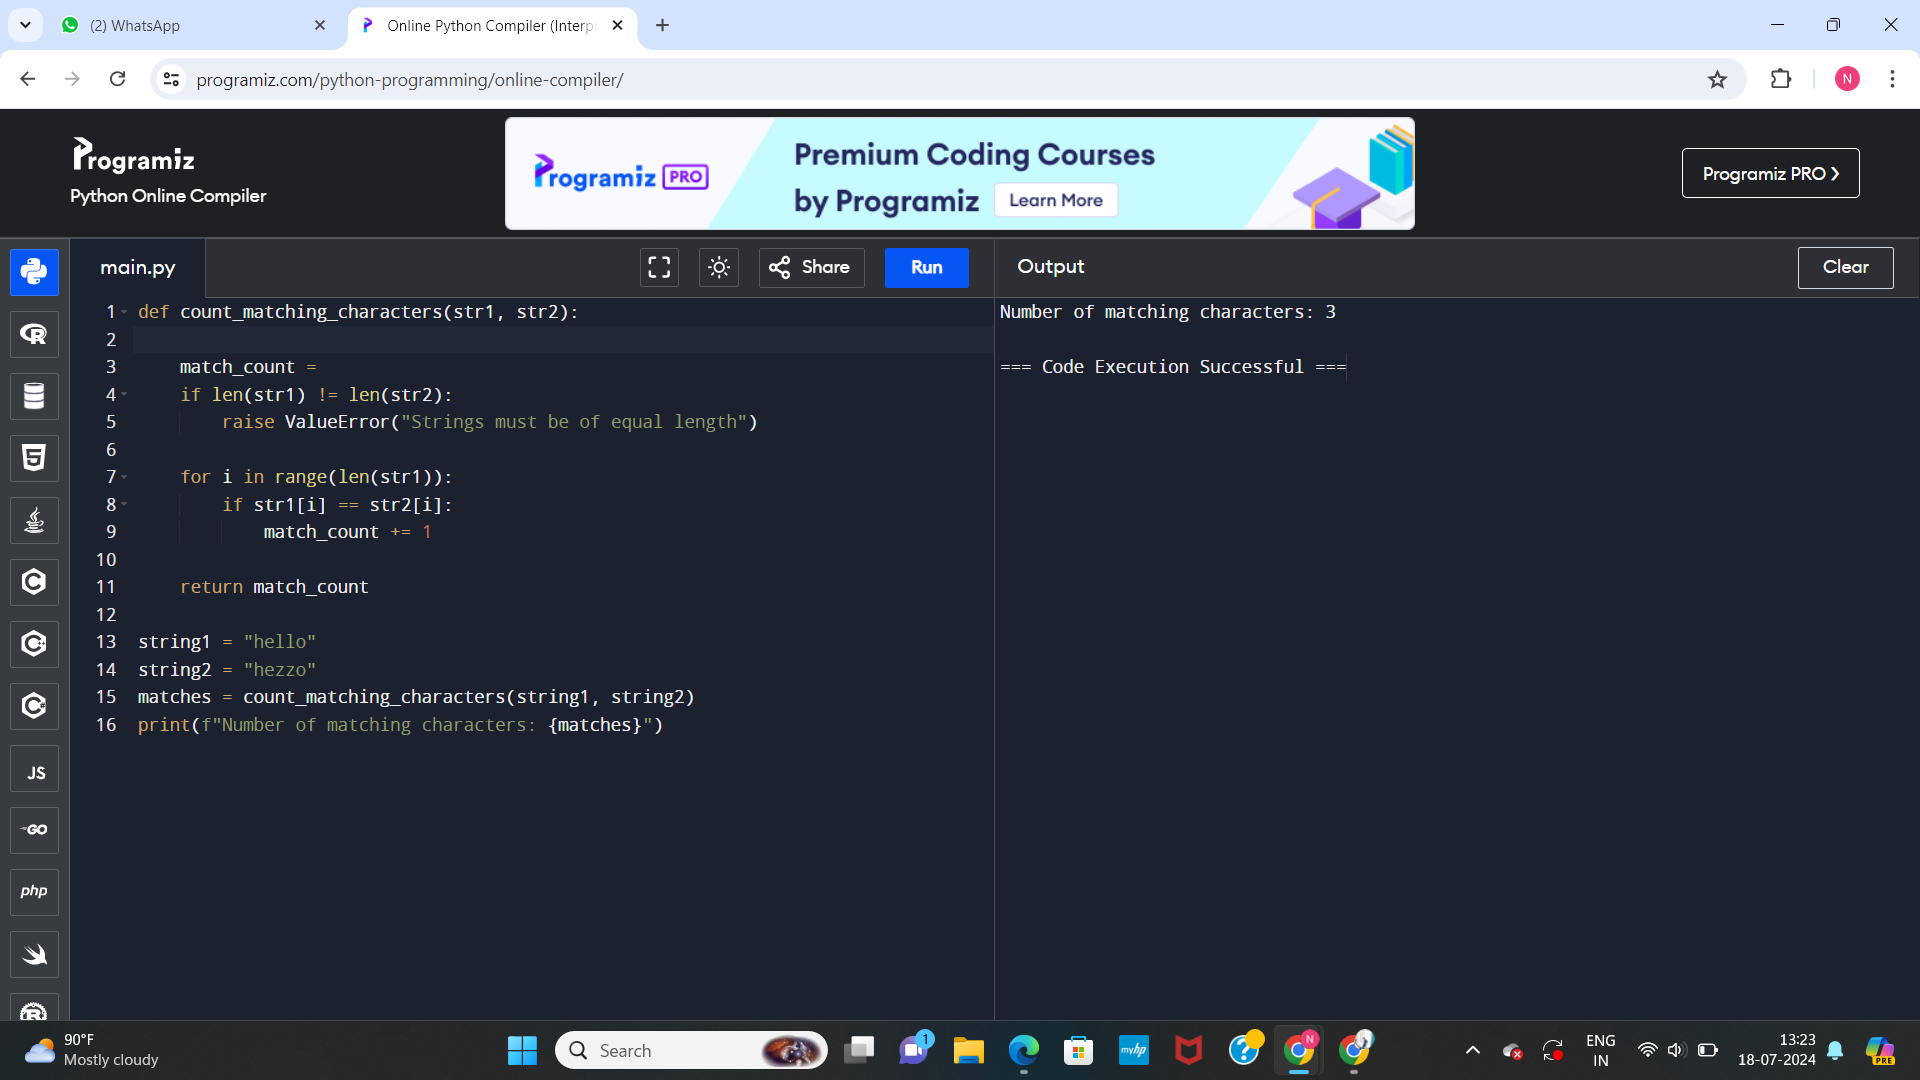 (2) WhatsApp
Online Python Compiler (Interp
programiz.com/python-programming/online-compiler/
N
Programiz
Python Online Compiler
Programiz PRO
Premium Coding Courses
by Programiz
Learn More
Programiz PRO
main.py
Share
Run
Output
Clear
1 def count_matching_characters(str1, str2):
2
3 match_count =
4 if len(str1) != len(str2):
5 raise ValueError("Strings must be of equal length")
6
7 for i in range(len(str1)):
8 if str1[i] == str2[i]:
9 match_count += 1
10
11 return match_count
12
13 string1 = "hello"
14 string2 = "hezzo"
15 matches = count_matching_characters(string1, string2)
16 print(f"Number of matching characters: {matches}")
Number of matching characters: 3
=== Code Execution Successful ===
R
5
C
C
C
JS
GO
php
R
90°F
Mostly cloudy
Search
1
myhp
N
ENG
IN
13:23
18-07-2024
PRE